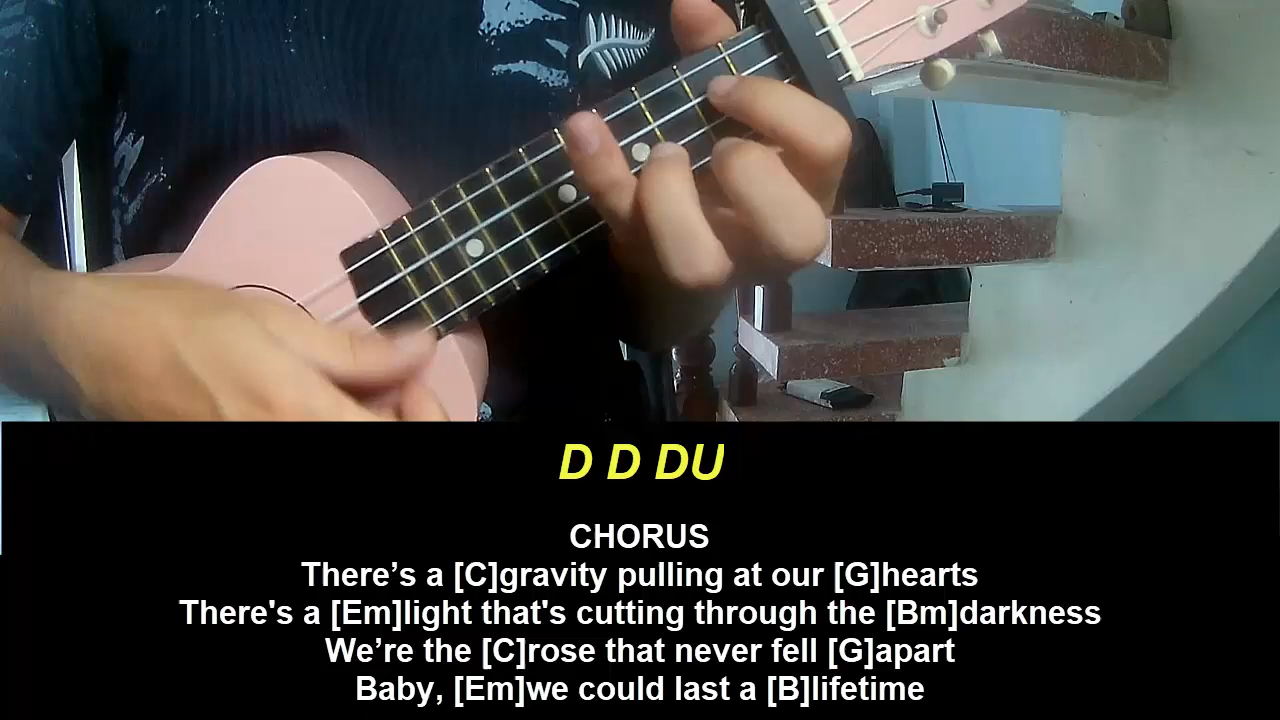 D D DU
CHORUS
There’s a [C]gravity pulling at our [G]hearts
There's a [Em]light that's cutting through the [Bm]darkness
We’re the [C]rose that never fell [G]apart
Baby, [Em]we could last a [B]lifetime